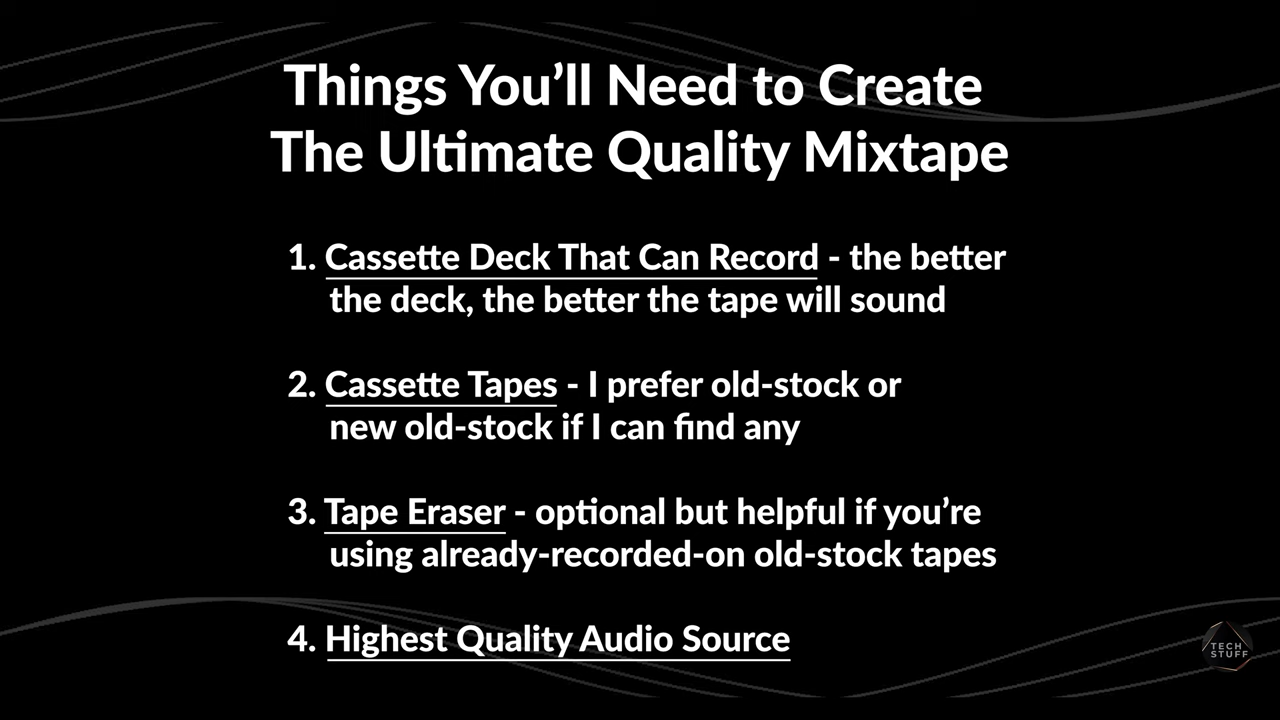 Things You’ll Need to Create
The Ultimate Quality Mixtape
1. Cassette Deck That Can Record - the better
the deck, the better the tape will sound
2. Cassette Tapes - I prefer old-stock or
new old-stock if I can find any
3. Tape Eraser - optional but helpful if you’re
using already-recorded-on old-stock tapes
4. Highest Quality Audio Source
TECH
STUFF